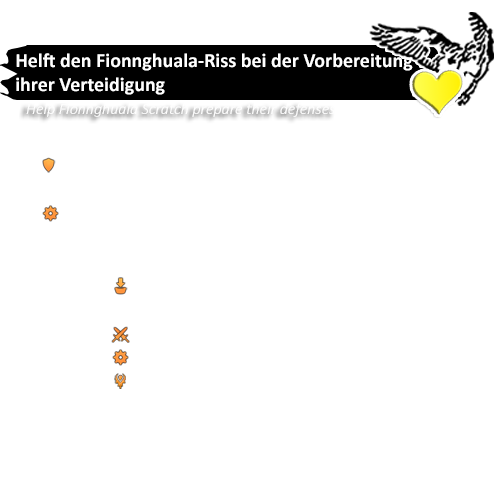 Helft den Fionnghuala-Riss bei der Vorbereitung
ihrer Verteidigung
Help Fionnghuala Scratch prepare their defense.